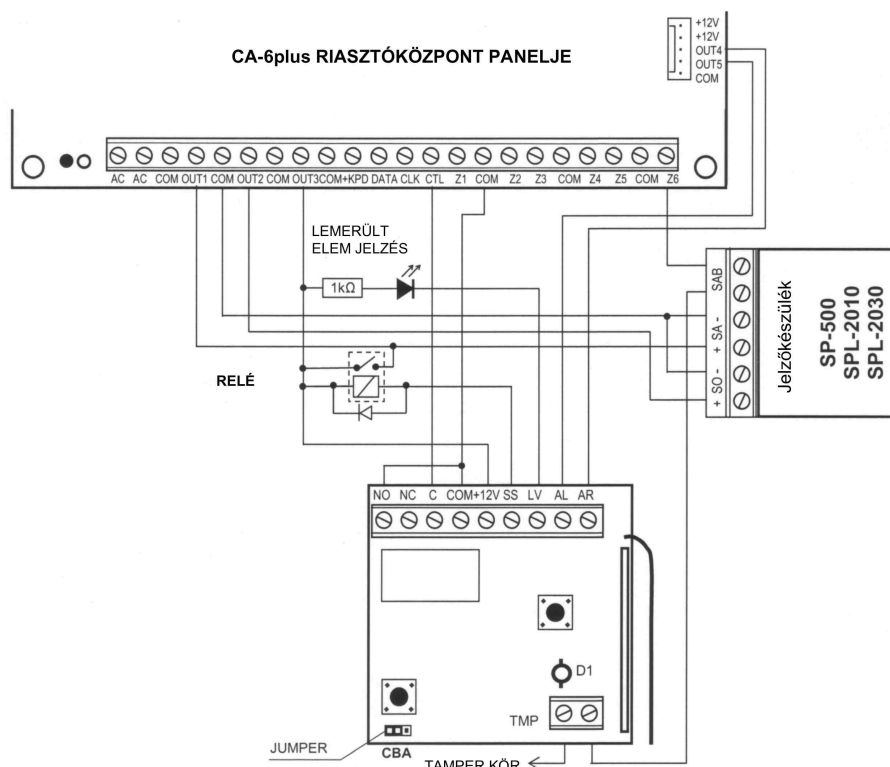 +12V
+12V
OUT4
OUT5
COM
CA-6plus RIASZTÓKÖZPONT PANELJE
AC AC COM OUT1 COM OUT2 COM OUT3 COM +KPD DATA CLK CTL Z1 COM Z2 Z3 COM Z4 Z5 COM Z6
LEMERÜLT
ELEM JELZÉS
1kΩ
RELÉ
SAB
- SA +
- SO +
Jelzőkészülék
SP-500
SPL-2010
SPL-2030
NO NC C COM +12V SS LV AL AR
D1
TMP
JUMPER
CBA
TAMPER KÖR